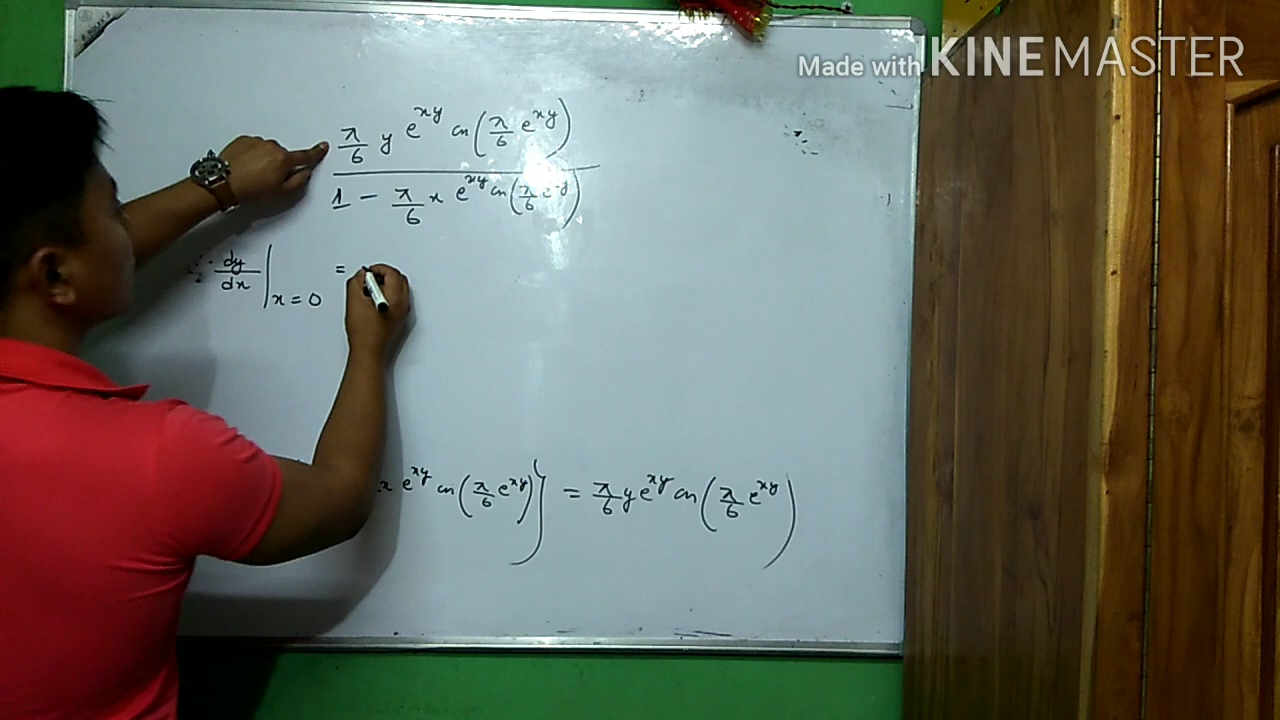 Made with KINEMASTER
π/6 y e^xy cos(π/6 e^xy)
1 - π/6 x e^xy cos(π/6 e^xy)
∴ dy/dx |x=0 =
x e^xy cos(π/6 e^xy)} = π/6 y e^xy cos(π/6 e^xy)